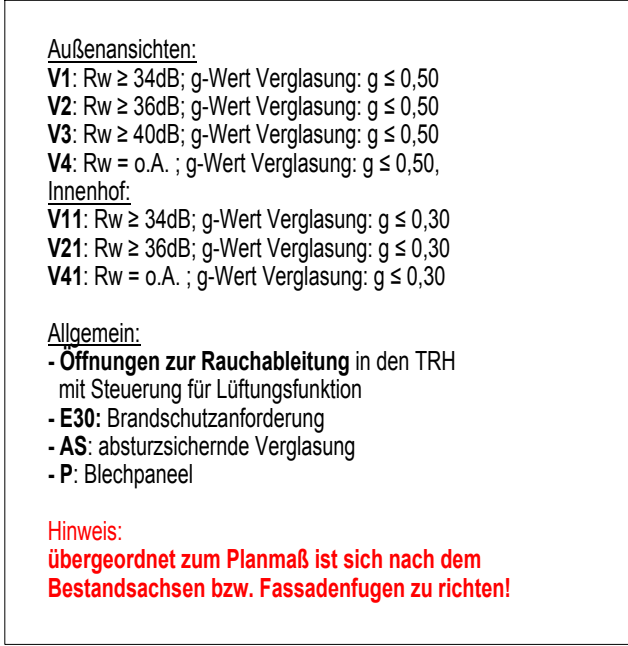 Außenansichten:
V1: Rw ≥ 34dB; g-Wert Verglasung: g ≤ 0,50
V2: Rw ≥ 36dB; g-Wert Verglasung: g ≤ 0,50
V3: Rw ≥ 40dB; g-Wert Verglasung: g ≤ 0,50
V4: Rw = o.A. ; g-Wert Verglasung: g ≤ 0,50,
Innenhof:
V11: Rw ≥ 34dB; g-Wert Verglasung: g ≤ 0,30
V21: Rw ≥ 36dB; g-Wert Verglasung: g ≤ 0,30
V41: Rw = o.A. ; g-Wert Verglasung: g ≤ 0,30
Allgemein:
- Öffnungen zur Rauchableitung in den TRH
mit Steuerung für Lüftungsfunktion
- E30: Brandschutzanforderung
- AS: absturzsichernde Verglasung
- P: Blechpaneel
Hinweis:
übergeordnet zum Planmaß ist sich nach dem
Bestandsachsen bzw. Fassadenfugen zu richten!